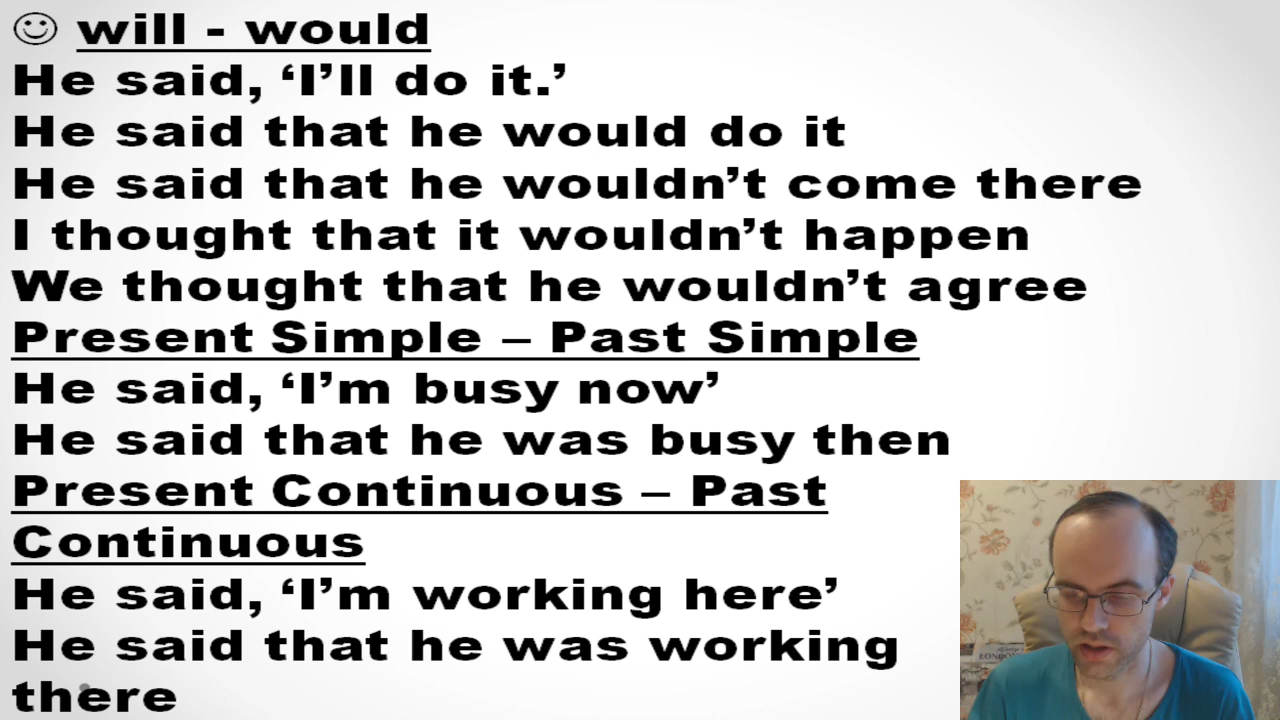 ☺ will - would
He said, ‘I’ll do it.’
He said that he would do it
He said that he wouldn’t come there
I thought that it wouldn’t happen
We thought that he wouldn’t agree
Present Simple – Past Simple
He said, ‘I’m busy now’
He said that he was busy then
Present Continuous – Past
Continuous
He said, ‘I’m working here’
He said that he was working
there
LONDON